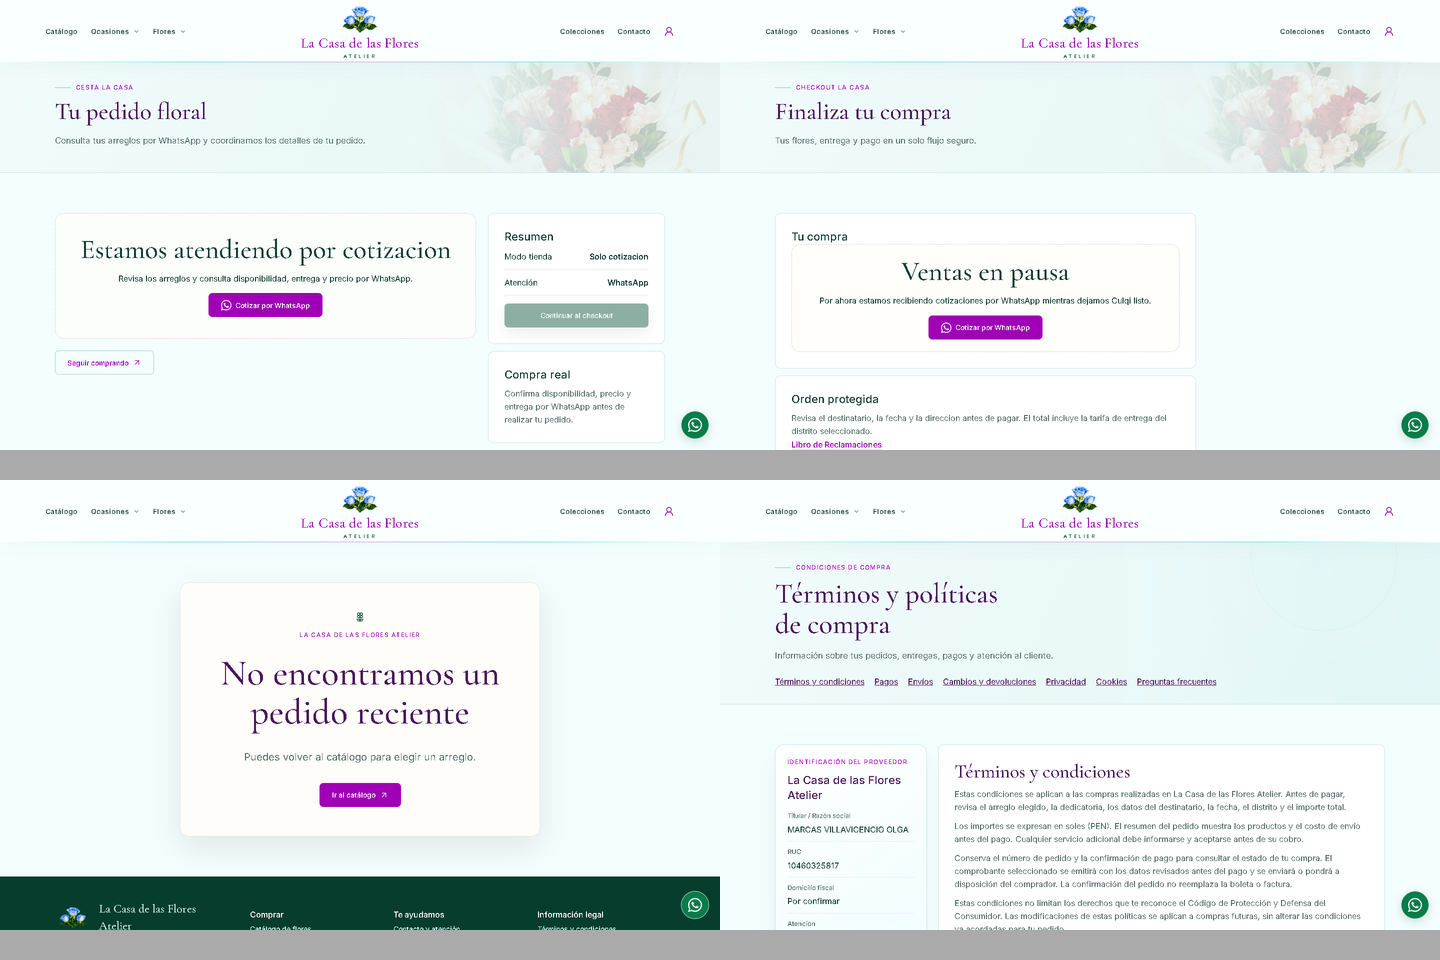 Catálogo
Ocasiones
Flores
La Casa de las Flores
ATELIER
Colecciones
Contacto
CESTA LA CASA
Tu pedido floral
Consulta tus arreglos por WhatsApp y coordinamos los detalles de tu pedido.
Estamos atendiendo por cotizacion
Revisa los arreglos y consulta disponibilidad, entrega y precio por WhatsApp.
Cotizar por WhatsApp
Seguir comprando
Resumen
Modo tienda Solo cotizacion
Atención WhatsApp
Continuar al checkout
Compra real
Confirma disponibilidad, precio y
entrega por WhatsApp antes de
realizar tu pedido.
Catálogo
Ocasiones
Flores
La Casa de las Flores
ATELIER
Colecciones
Contacto
CHECKOUT LA CASA
Finaliza tu compra
Tus flores, entrega y pago en un solo flujo seguro.
Tu compra
Ventas en pausa
Por ahora estamos recibiendo cotizaciones por WhatsApp mientras dejamos Culqi listo.
Cotizar por WhatsApp
Orden protegida
Revisa el destinatario, la fecha y la direccion antes de pagar. El total incluye la tarifa de entrega del
distrito seleccionado.
Libro de Reclamaciones
Catálogo
Ocasiones
Flores
La Casa de las Flores
ATELIER
Colecciones
Contacto
LA CASA DE LAS FLORES ATELIER
No encontramos un
pedido reciente
Puedes volver al catálogo para elegir un arreglo.
Ir al catálogo
La Casa de las Flores
Atelier
Comprar
Catálogo de flores
Te ayudamos
Contacto y atención
Información legal
Términos y condiciones
Catálogo
Ocasiones
Flores
La Casa de las Flores
ATELIER
Colecciones
Contacto
CONDICIONES DE COMPRA
Términos y políticas
de compra
Información sobre tus pedidos, entregas, pagos y atención al cliente.
Términos y condiciones Pagos Envíos Cambios y devoluciones Privacidad Cookies Preguntas frecuentes
IDENTIFICACIÓN DEL PROVEEDOR
La Casa de las Flores
Atelier
Titular / Razón social
MARCAS VILLAVICENCIO OLGA
RUC
10460325817
Domicilio fiscal
Por confirmar
Atención
Términos y condiciones
Estas condiciones se aplican a las compras realizadas en La Casa de las Flores Atelier. Antes de pagar,
revisa el arreglo elegido, la dedicatoria, los datos del destinatario, la fecha, el distrito y el importe total.
Los importes se expresan en soles (PEN). El resumen del pedido muestra los productos y el costo de envío
antes del pago. Cualquier servicio adicional debe informarse y aceptarse antes de su cobro.
Conserva el número de pedido y la confirmación de pago para consultar el estado de tu compra. El
comprobante seleccionado se emitirá con los datos revisados antes del pago y se enviará o pondrá a
disposición del comprador. La confirmación del pedido no reemplaza la boleta o factura.
Estas condiciones no limitan los derechos que te reconoce el Código de Protección y Defensa del
Consumidor. Las modificaciones de estas políticas se aplican a compras futuras, sin alterar las condiciones
ya acordadas para tu pedido.